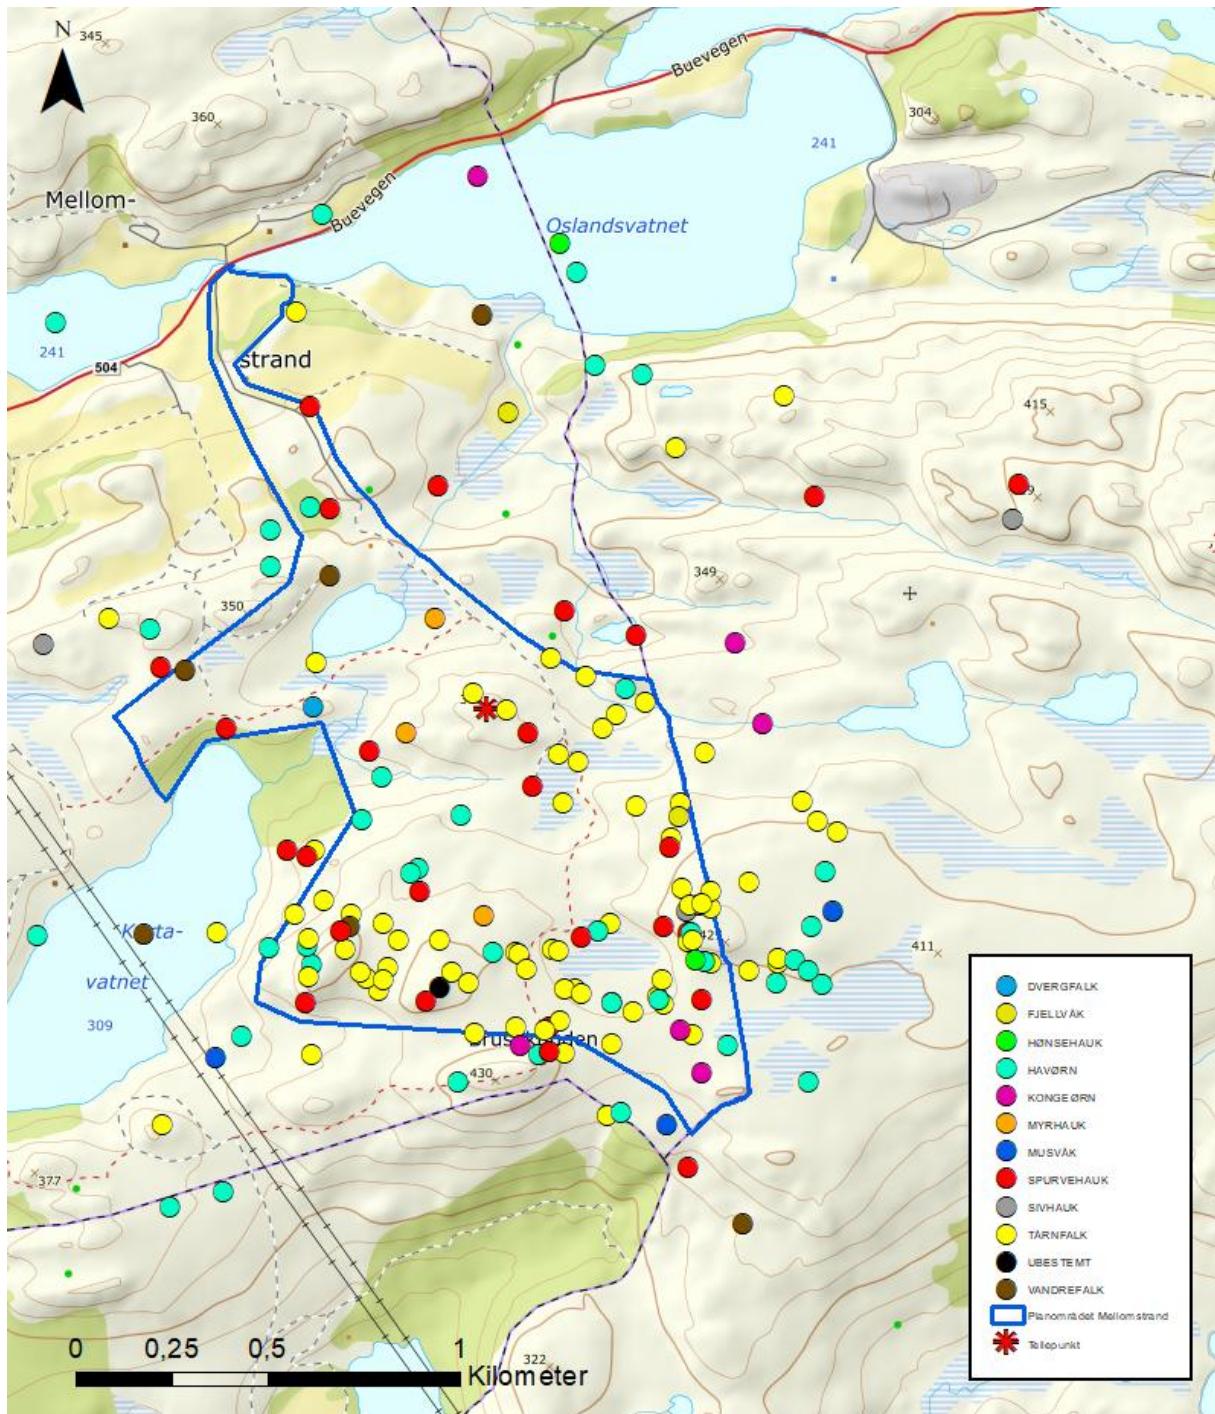 N
345
Buevegen
360
304
241
Mellom-
Buevegen
Oslandsvatnet
241
504
strand
415
349
350
429
411
Krosta-
vatnet
309
430
377
322
DVERGFALK
FJELLVÅK
HØNSEHAUK
HAVØRN
KONGEØRN
MYRHAUK
MUSVÅK
SPURVEHAUK
SIVHAUK
TÅRNFALK
UBESTEMT
VANDREFALK
Planområdet Mellomstrand
Tellepunkt
0 0,25 0,5 1
Kilometer